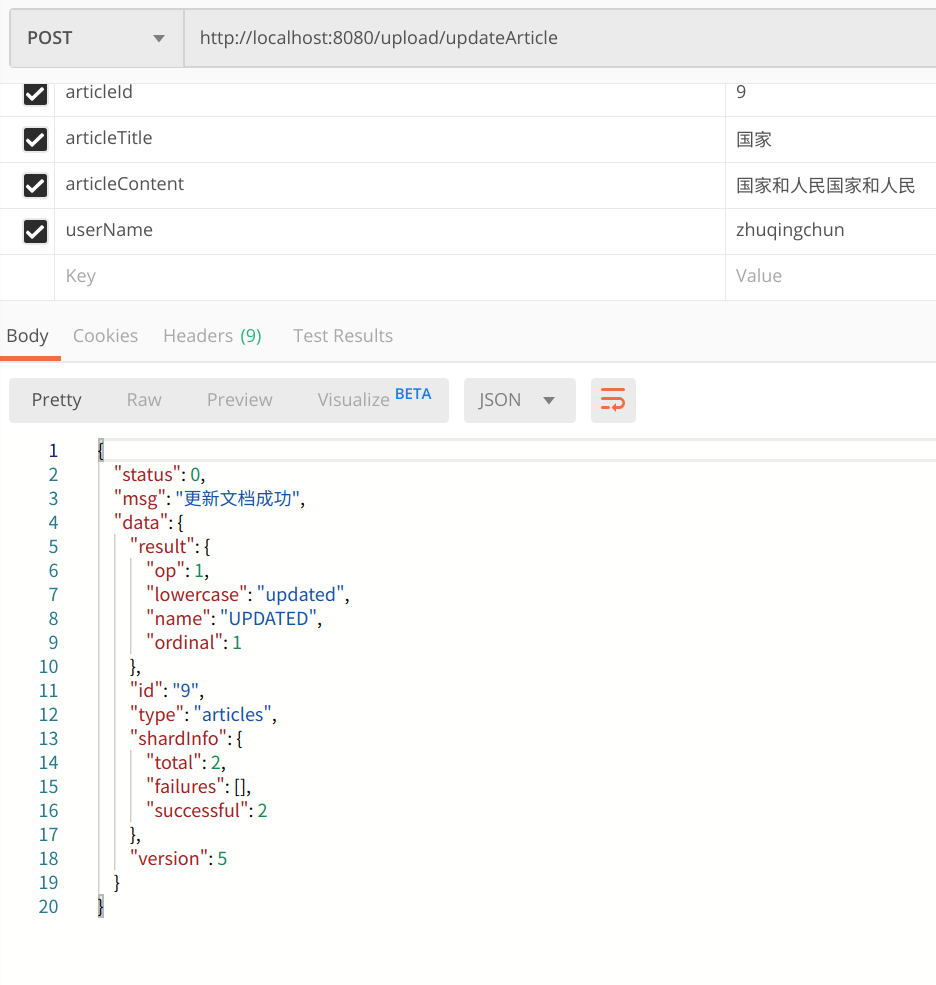 POST http://localhost:8080/upload/updateArticle
articleId 9
articleTitle 国家
articleContent 国家和人民国家和人民
userName zhuqingchun
Key Value
Body Cookies Headers (9) Test Results
Pretty Raw Preview Visualize BETA JSON
1 {
2 "status": 0,
3 "msg": "更新文档成功",
4 "data": {
5 "result": {
6 "op": 1,
7 "lowercase": "updated",
8 "name": "UPDATED",
9 "ordinal": 1
10 },
11 "id": "9",
12 "type": "articles",
13 "shardInfo": {
14 "total": 2,
15 "failures": [],
16 "successful": 2
17 },
18 "version": 5
19 }
20 }